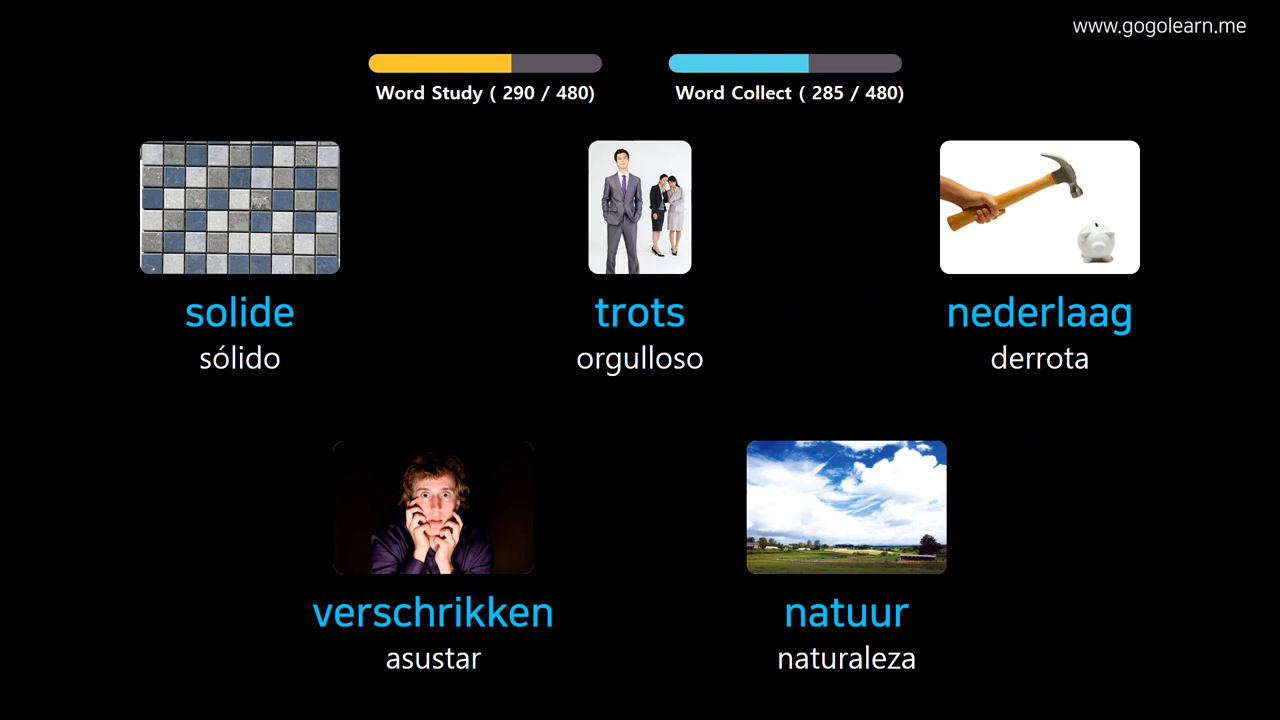 www.gogolearn.me
Word Study ( 290 / 480)
Word Collect ( 285 / 480)
solide
sólido
trots
orgulloso
nederlaag
derrota
verschrikken
asustar
natuur
naturaleza